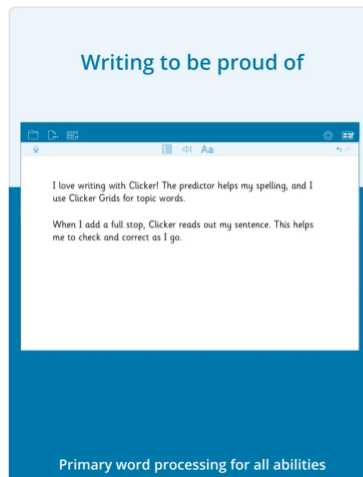 Writing to be proud of
Aa
I love writing with Clicker! The predictor helps my spelling, and I
use Clicker Grids for topic words.
When I add a full stop, Clicker reads out my sentence. This helps
me to check and correct as I go.
Primary word processing for all abilities